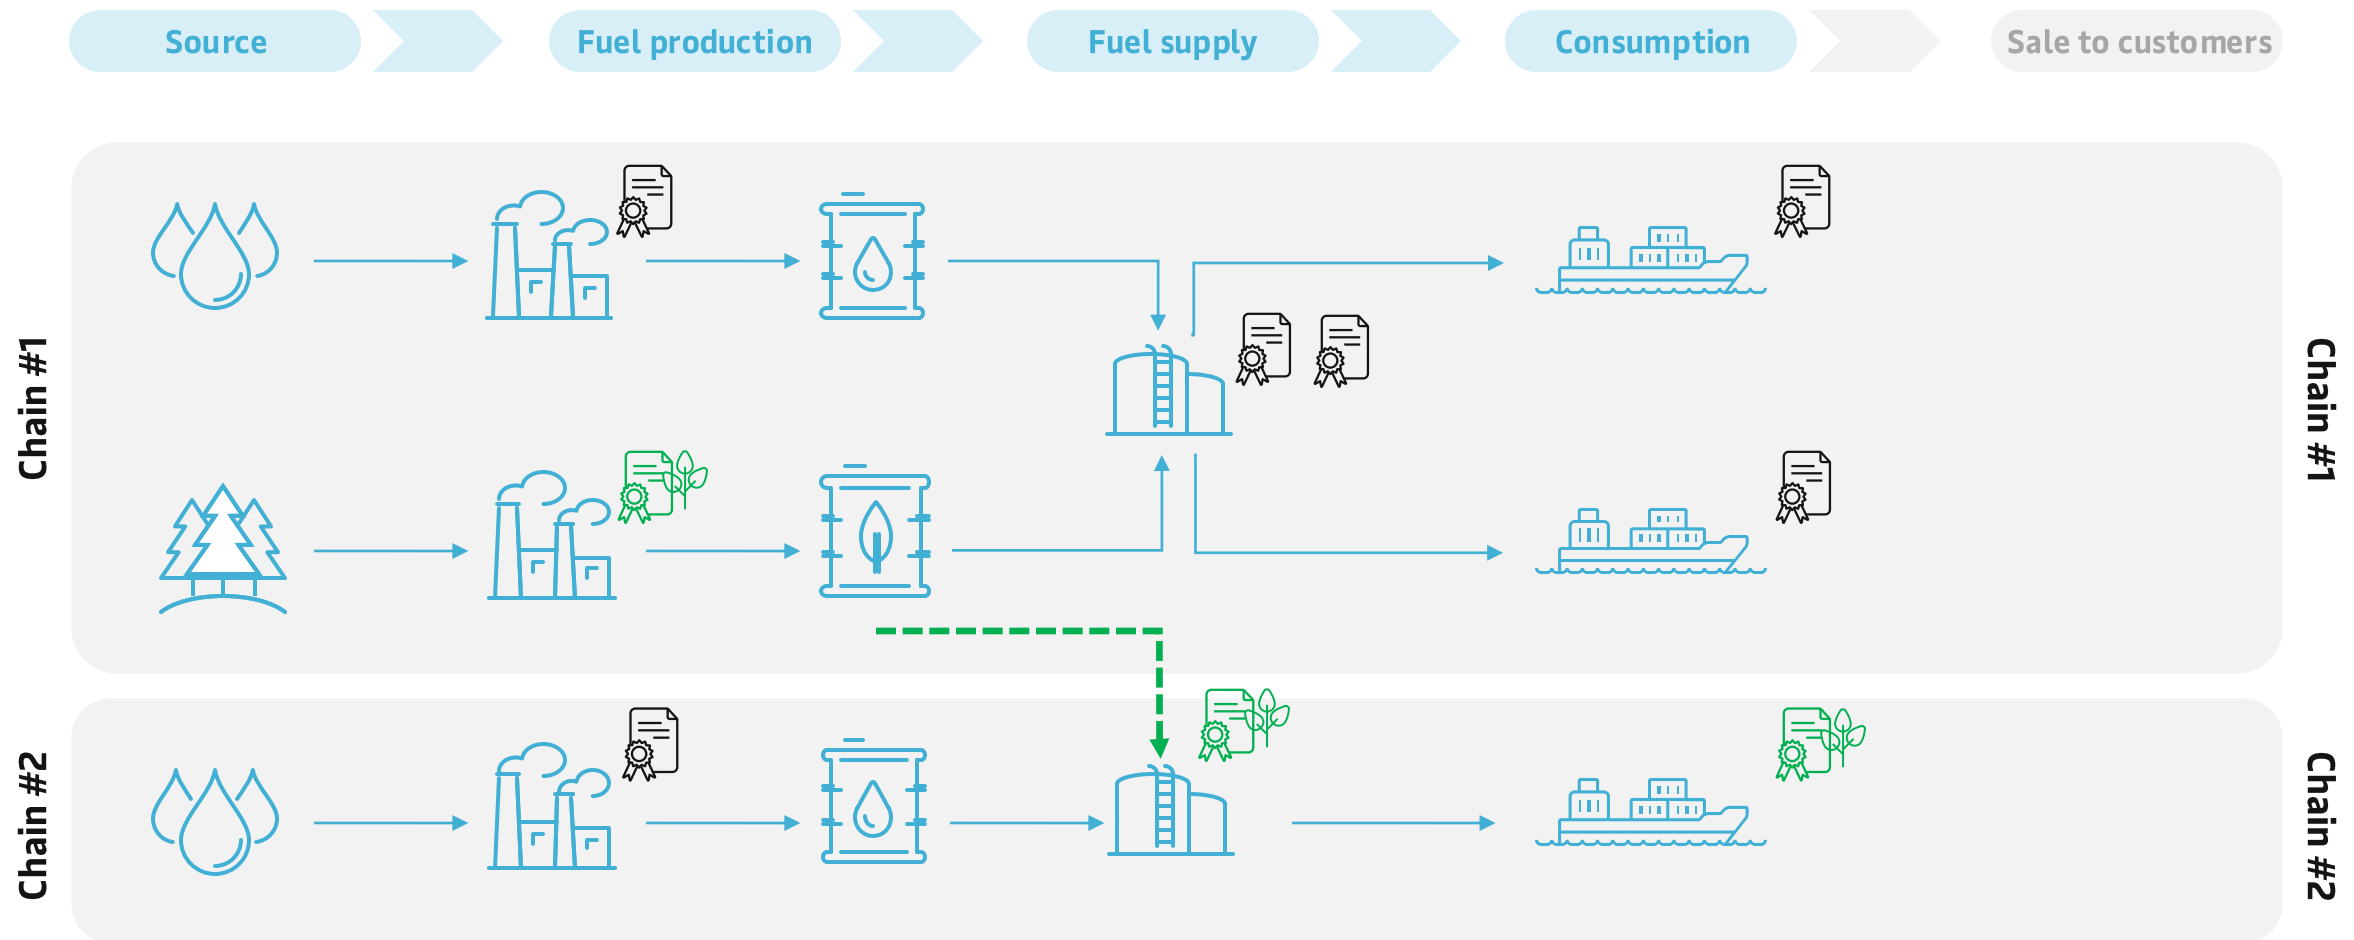 Source
Fuel production
Fuel supply
Consumption
Sale to customers
Chain #1
Chain #1
Chain #2
Chain #2